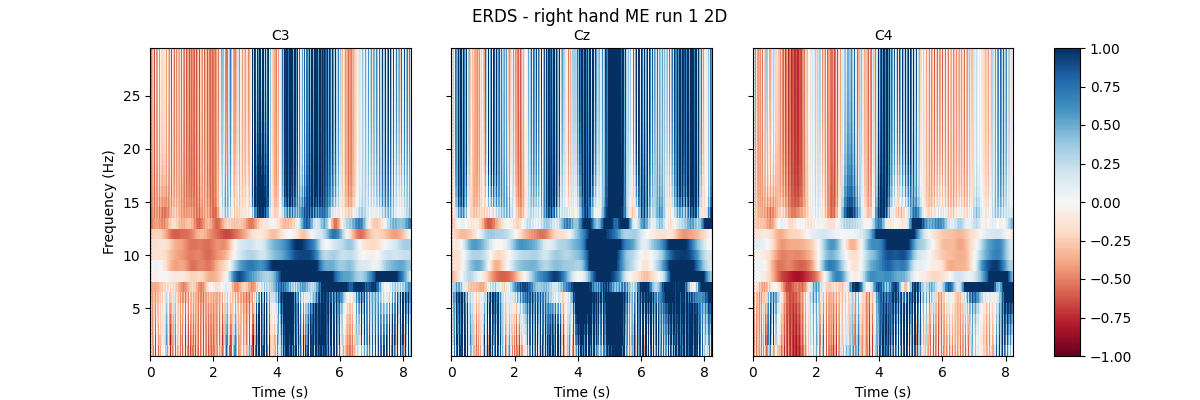 ERDS - right hand ME run 1 2D
C3
Cz
C4
Frequency (Hz)
25
20
15
10
5
0 2 4 6 8
0 2 4 6 8
0 2 4 6 8
Time (s)
Time (s)
Time (s)
1.00
0.75
0.50
0.25
0.00
−0.25
−0.50
−0.75
−1.00